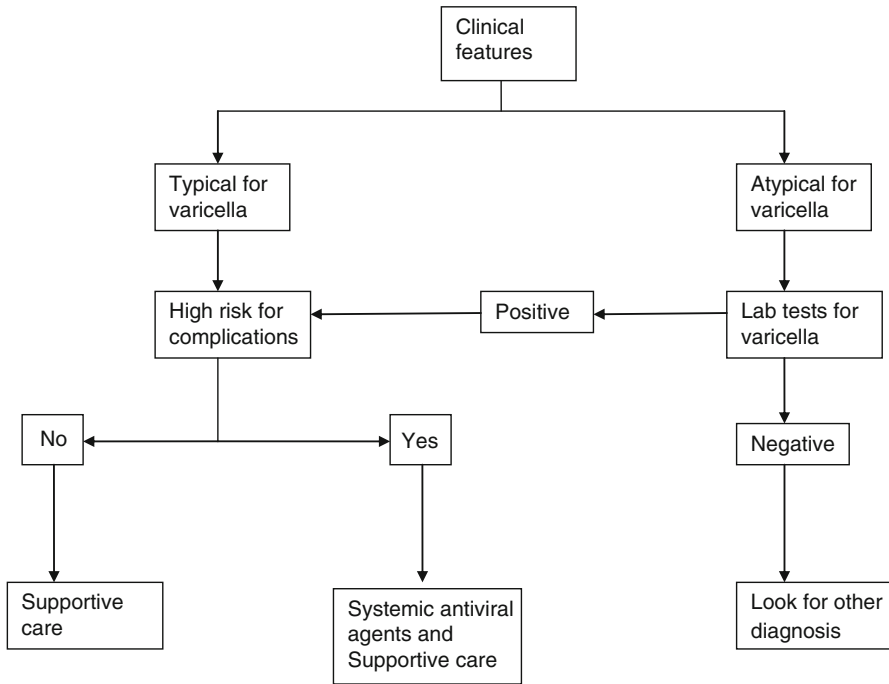 Clinical
features
Typical for
varicella
Atypical for
varicella
High risk for
complications
Positive
Lab tests for
varicella
No
Yes
Negative
Supportive
care
Systemic antiviral
agents and
Supportive care
Look for other
diagnosis